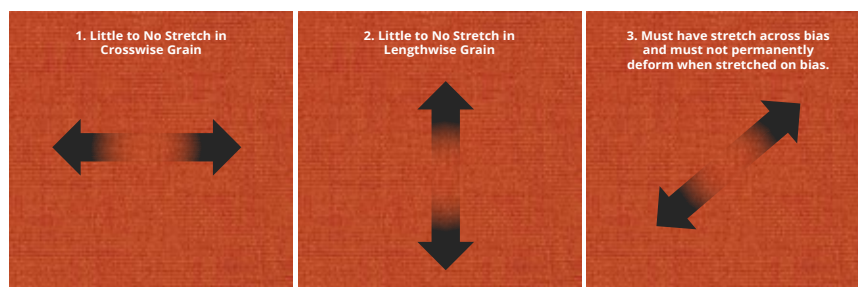 1. Little to No Stretch in
Crosswise Grain
2. Little to No Stretch in
Lengthwise Grain
3. Must have stretch across bias
and must not permanently
deform when stretched on bias.